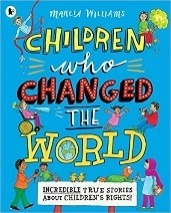 MARCIA WILLIAMS
CHILDREN
who
CHANGED
THE
WORLD
INCREDIBLE TRUE STORIES
ABOUT CHILDREN'S RIGHTS!